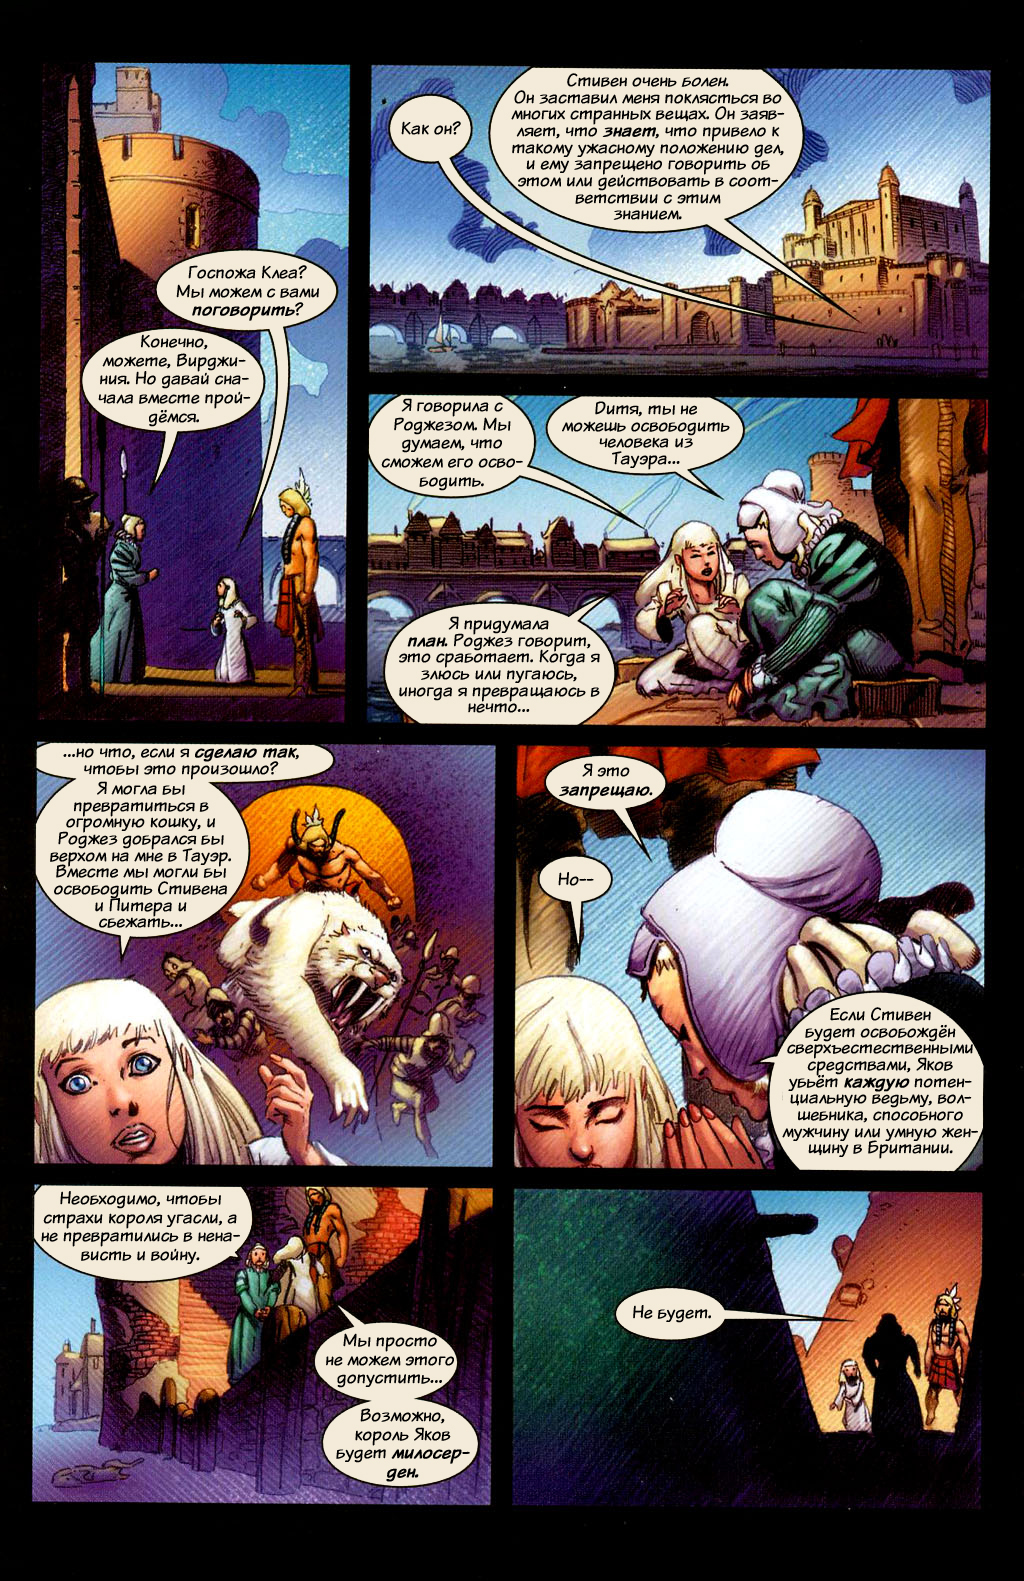 Госпожа Клеа?
Мы можем с вами
поговорить?
Конечно,
можете, Вирджи-
ния. Но давай сна-
чала вместе прой-
дёмся.
Как он?
Стивен очень болен.
Он заставил меня поклясться во
многих странных вещах. Он заяв-
ляет, что знает, что привело к
такому ужасному положению дел,
и ему запрещено говорить об
этом или действовать в соот-
ветствии с этим
знанием.
Я говорила с
Роджезом. Мы
думаем, что
сможем его осво-
бодить.
Дитя, ты не
можешь освободить
человека из
Тауэра...
Я придумала
план. Роджез говорит,
это сработает. Когда я
злюсь или пугаюсь,
иногда я превращаюсь в
нечто...
...но что, если я сделаю так,
чтобы это произошло?
Я могла бы
превратиться в
огромную кошку, и
Роджез добрался бы
верхом на мне в Тауэр.
Вместе мы могли бы
освободить Стивена
и Питера и
сбежать...
Я это
запрещаю.
Но--
Если Стивен
будет освобождён
сверхъестественными
средствами, Яков
убьёт каждую потен-
циальную ведьму, вол-
шебника, способного
мужчину или умную жен-
щину в Британии.
Необходимо, чтобы
страхи короля угасли, а
не превратились в нена-
висть и войну.
Мы просто
не можем этого
допустить...
Возможно,
король Яков
будет милосер-
ден.
Не будет.